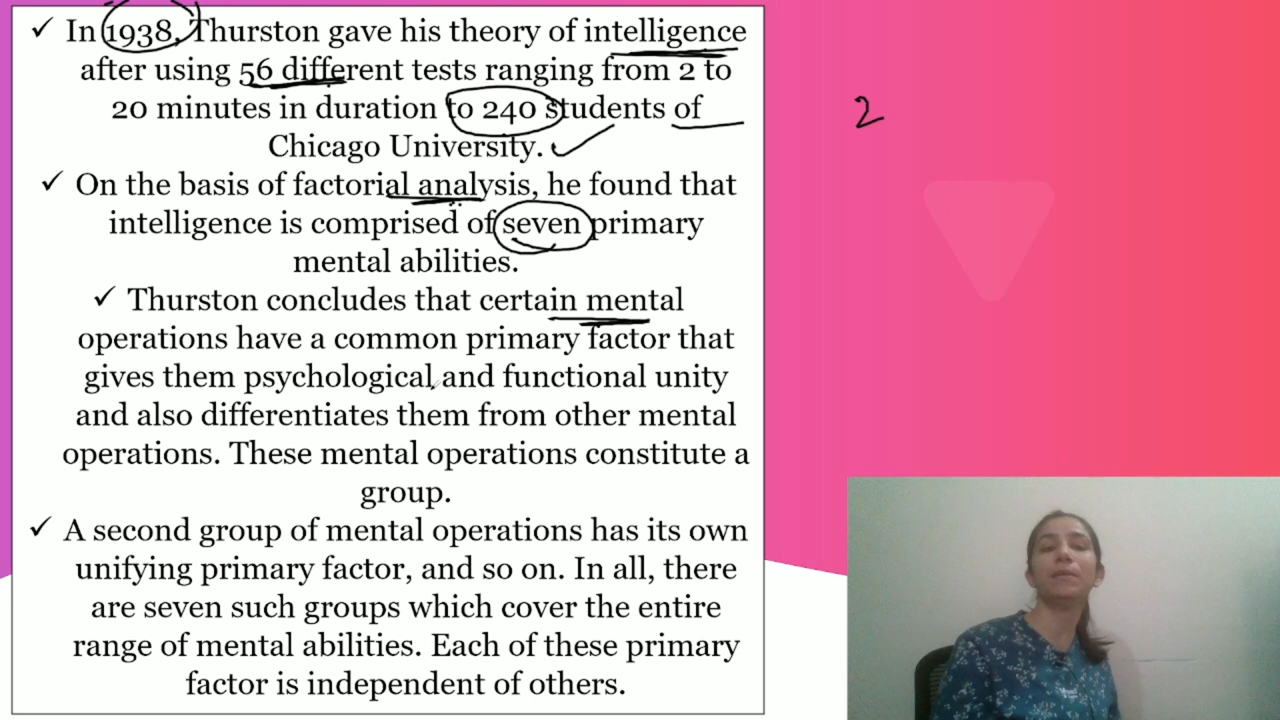 ✓ In 1938, Thurston gave his theory of intelligence
after using 56 different tests ranging from 2 to
20 minutes in duration to 240 students of
Chicago University.
✓ On the basis of factorial analysis, he found that
intelligence is comprised of seven primary
mental abilities.
✓ Thurston concludes that certain mental
operations have a common primary factor that
gives them psychological and functional unity
and also differentiates them from other mental
operations. These mental operations constitute a
group.
✓ A second group of mental operations has its own
unifying primary factor, and so on. In all, there
are seven such groups which cover the entire
range of mental abilities. Each of these primary
factor is independent of others.
2